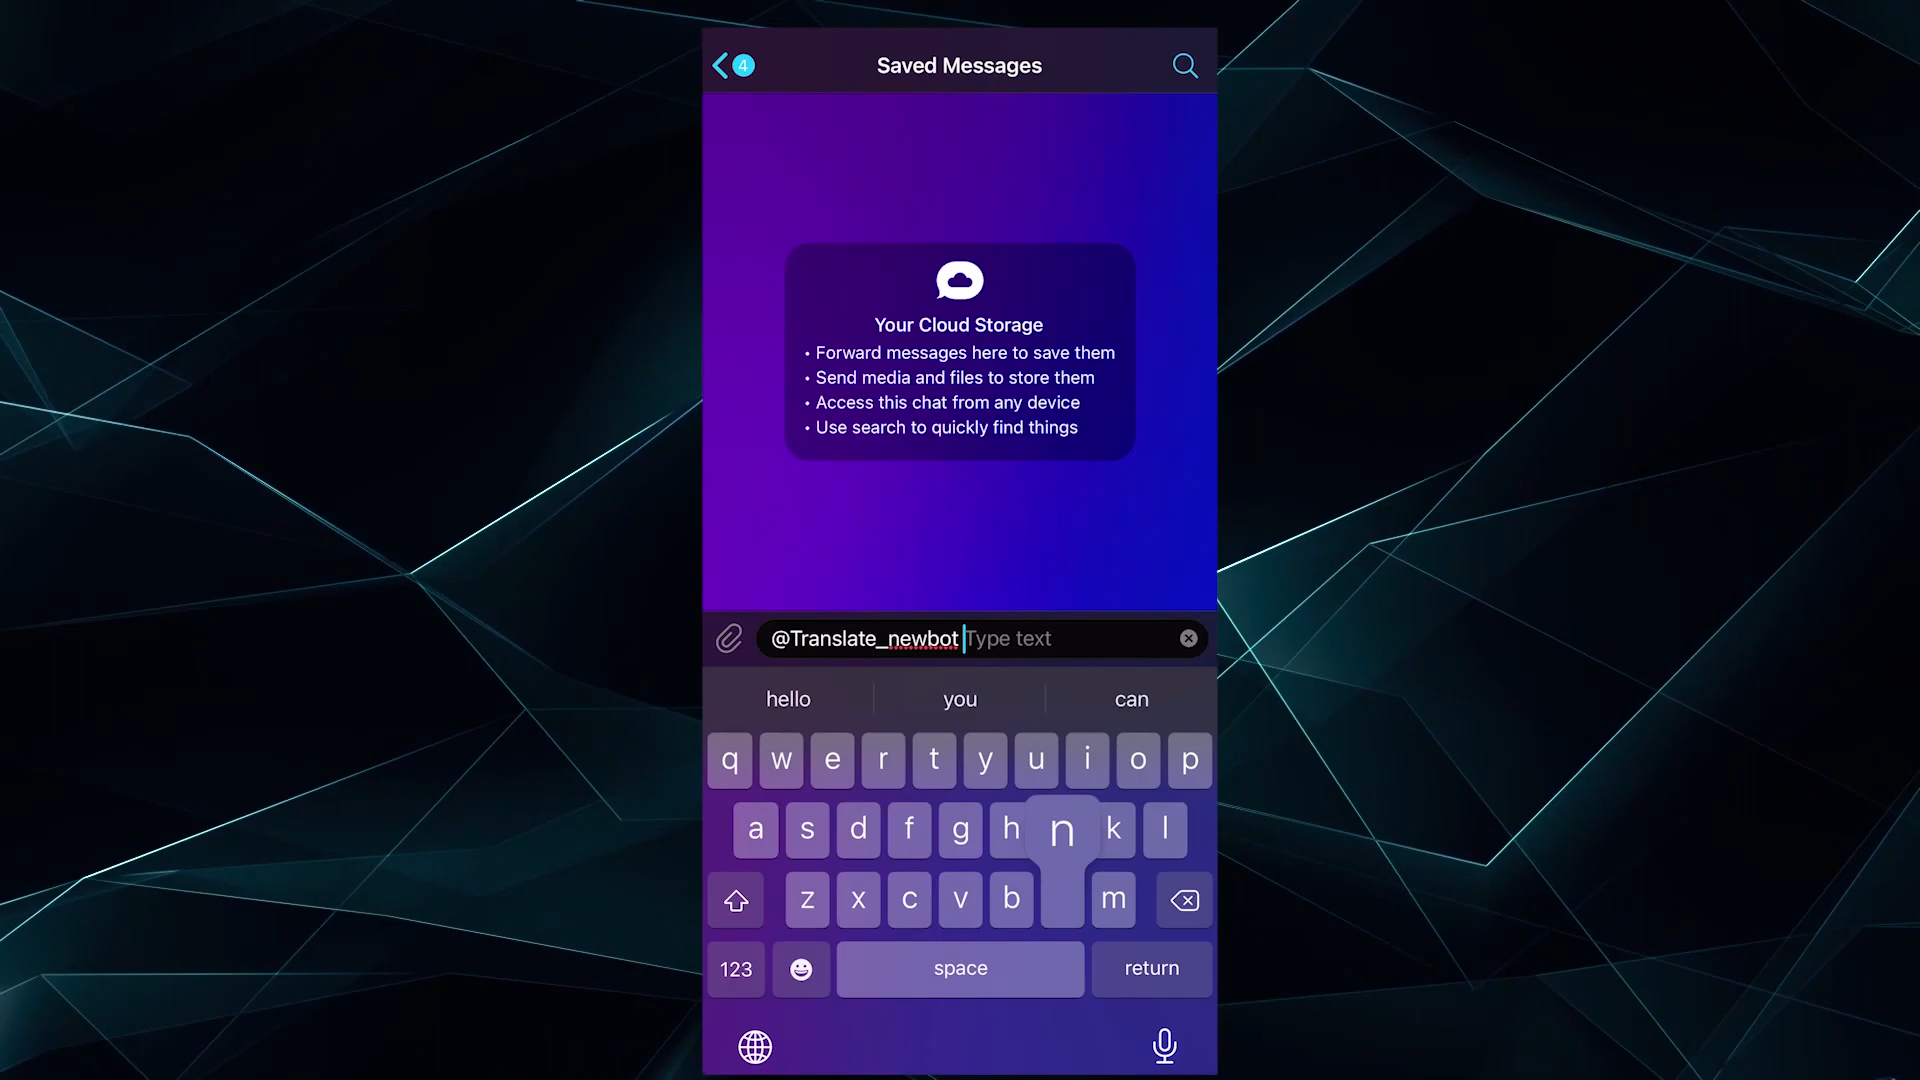 4
Saved Messages
Your Cloud Storage
• Forward messages here to save them
• Send media and files to store them
• Access this chat from any device
• Use search to quickly find things
@Translate_newbot Type text
hello you can
q w e r t y u i o p
a s d f g h n k l
z x c v b m
123 space return